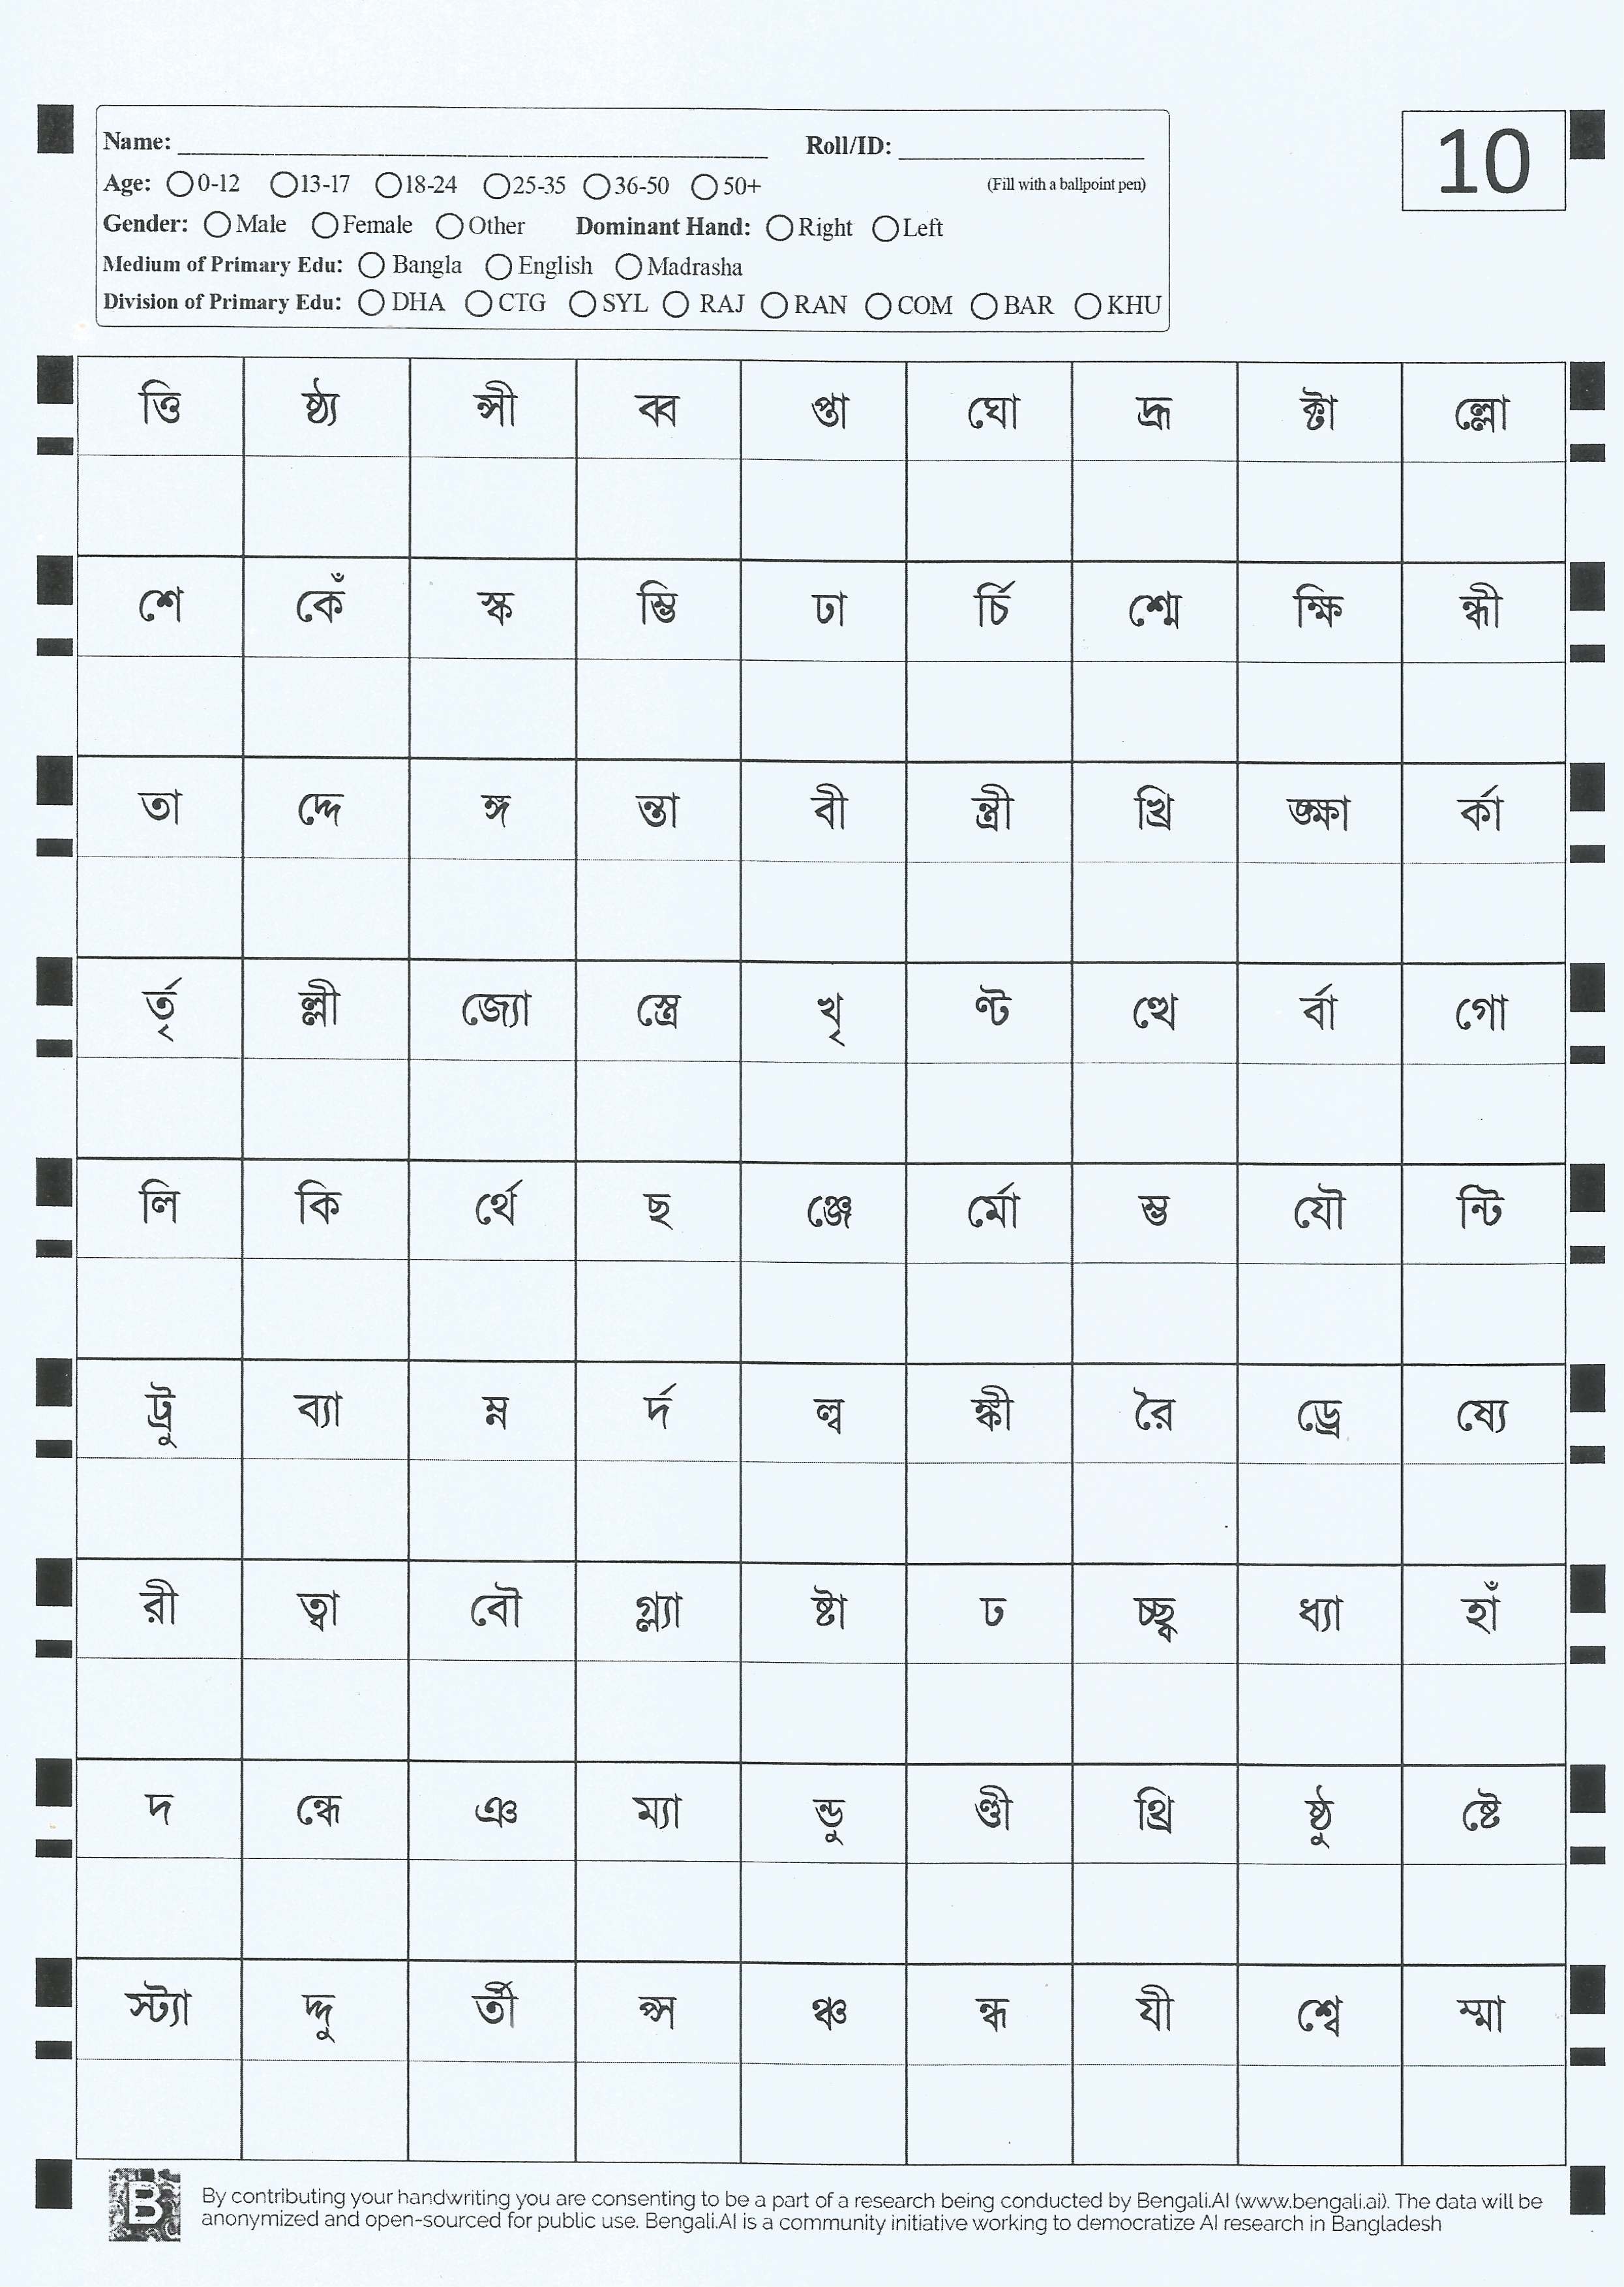 10
Name: Roll/ID:
Age: 0-12 13-17 18-24 25-35 36-50 50+ (Fill with a ballpoint pen)
Gender: Male Female Other Dominant Hand: Right Left
Medium of Primary Edu: Bangla English Madrasha
Division of Primary Edu: DHA CTG SYL RAJ RAN COM BAR KHU
ত্তি ষ্ঠ্য ন্সী ব্ব প্তা ঘো দ্রূ ক্টা ল্লো
শে কেঁ স্ক ম্ভি ঢা র্চি শ্মে ক্ষি ন্ধী
তা দ্দে ঙ্গ ন্তা বী ন্ত্রী খ্রি ঙ্ক্ষা র্কা
র্তৃ ল্লী জ্যো স্ত্রে খৃ ণ্ট ত্থে র্বা গো
লি কি র্থে ছ ঞ্জে র্মো ম্ভ যৌ ন্টি
ট্রু ব্যা ম্ন র্দ ল্ব ঙ্কী রৈ ড্রে ষ্যে
রী ত্বা বৌ গ্ল্যা ষ্টা ঢ চ্ছ্ব ধ্যা হাঁ
দ ন্ধে ঞ ম্যা ন্ডু ণ্ডী থ্রি ষ্ঠু ষ্টে
স্ট্যা দ্দু র্তী প্স ঞ্চ ন্ধ যী শ্বে ম্মা
B By contributing your handwriting you are consenting to be a part of a research being conducted by Bengali.AI (www.bengali.ai). The data will be
anonymized and open-sourced for public use. Bengali.AI is a community initiative working to democratize AI research in Bangladesh